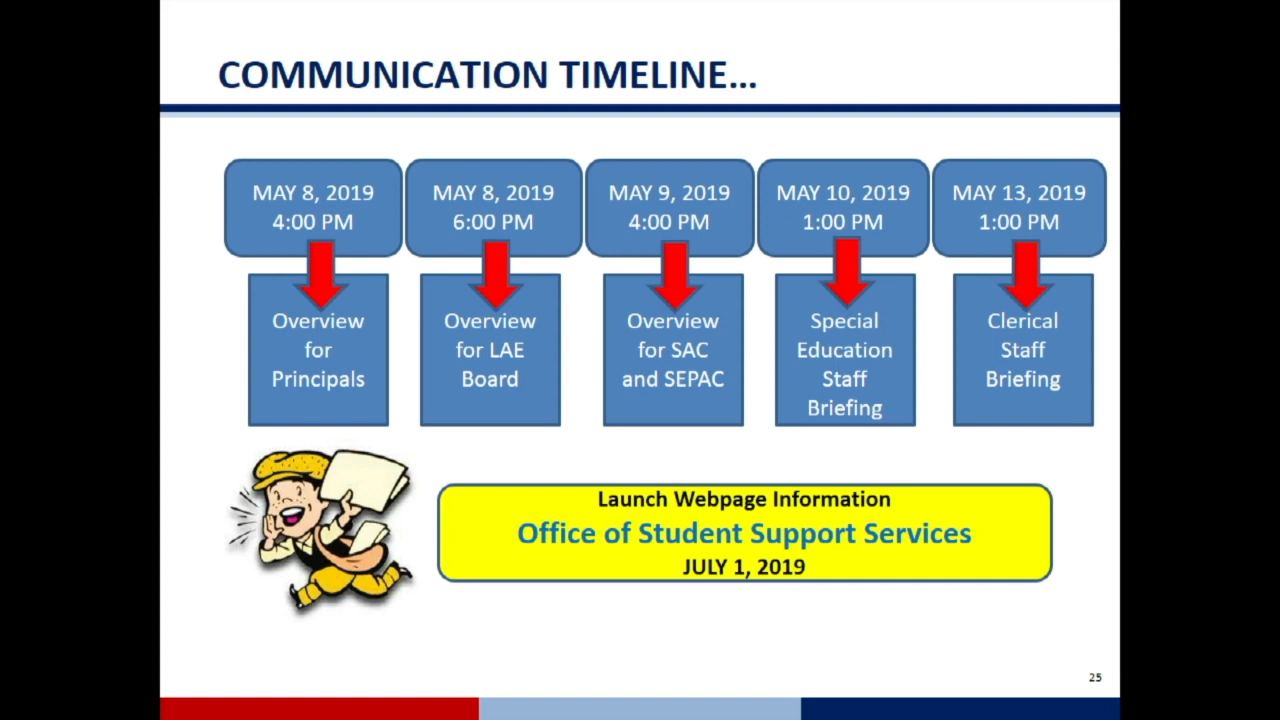 COMMUNICATION TIMELINE...
MAY 8, 2019
4:00 PM
MAY 8, 2019
6:00 PM
MAY 9, 2019
4:00 PM
MAY 10, 2019
1:00 PM
MAY 13, 2019
1:00 PM
Overview
for
Principals
Overview
for LAE
Board
Overview
for SAC
and SEPAC
Special
Education
Staff
Briefing
Clerical
Staff
Briefing
Launch Webpage Information
Office of Student Support Services
JULY 1, 2019
25